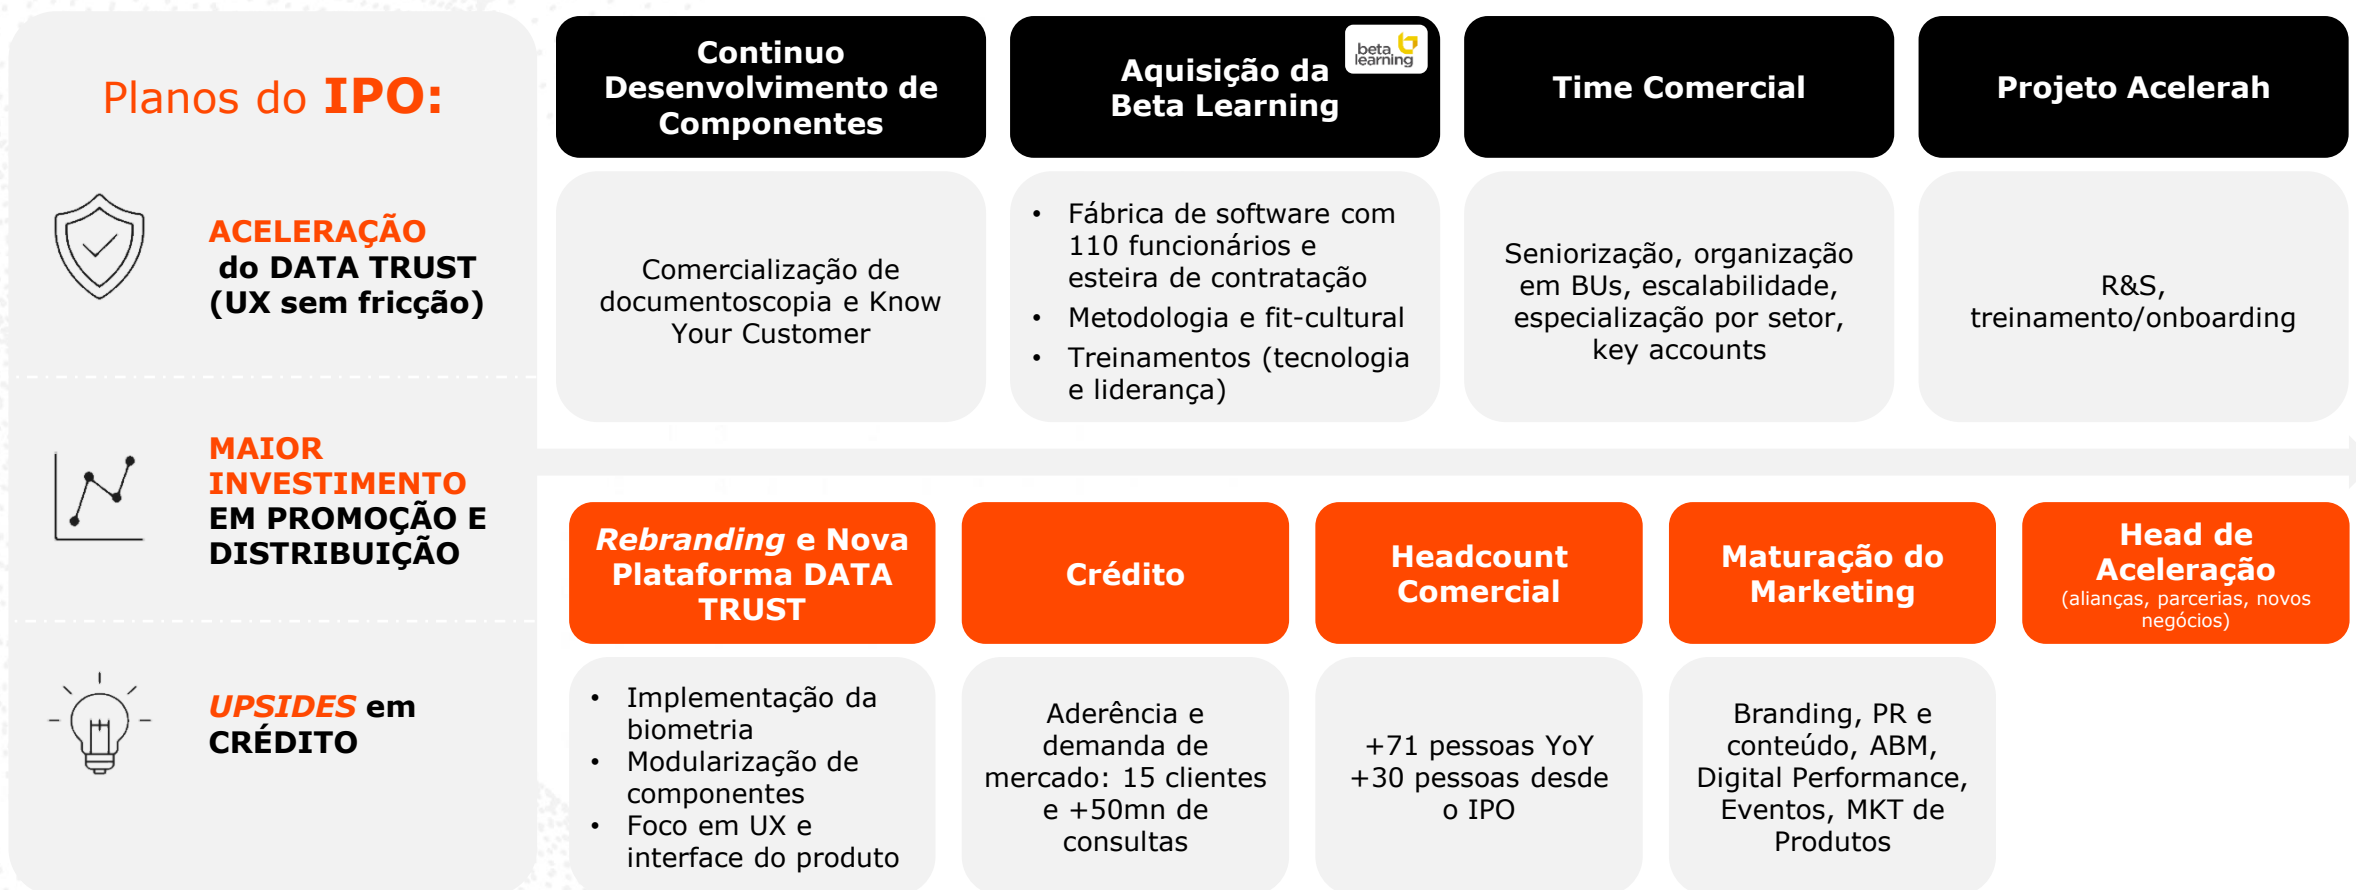 Planos do IPO:
ACELERAÇÃO
do DATA TRUST
(UX sem fricção)
MAIOR
INVESTIMENTO
EM PROMOÇÃO E
DISTRIBUIÇÃO
UPSIDES em
CRÉDITO
Continuo
Desenvolvimento de
Componentes
Comercialização de
documentoscopia e Know
Your Customer
Aquisição da
Beta Learning
beta
learning
• Fábrica de software com
110 funcionários e
esteira de contratação
• Metodologia e fit-cultural
• Treinamentos (tecnologia
e liderança)
Time Comercial
Seniorização, organização
em BUs, escalabilidade,
especialização por setor,
key accounts
Projeto Acelerah
R&S,
treinamento/onboarding
Rebranding e Nova
Plataforma DATA
TRUST
• Implementação da
biometria
• Modularização de
componentes
• Foco em UX e
interface do produto
Crédito
Aderência e
demanda de
mercado: 15 clientes
e +50mn de
consultas
Headcount
Comercial
+71 pessoas YoY
+30 pessoas desde
o IPO
Maturação do
Marketing
Branding, PR e
conteúdo, ABM,
Digital Performance,
Eventos, MKT de
Produtos
Head de
Aceleração
(alianças, parcerias, novos
negócios)